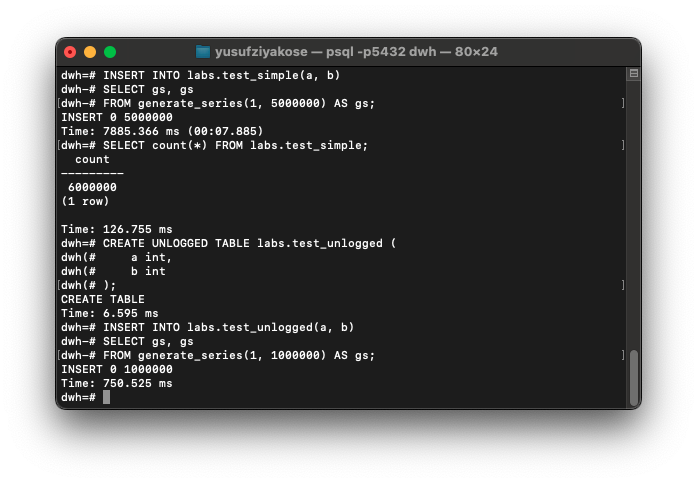 yusufziyakose — psql -p5432 dwh — 80×24
dwh=# INSERT INTO labs.test_simple(a, b)
dwh-# SELECT gs, gs
[dwh-# FROM generate_series(1, 5000000) AS gs; ]
INSERT 0 5000000
Time: 7885.366 ms (00:07.885)
[dwh=# SELECT count(*) FROM labs.test_simple; ]
  count
---------
 6000000
(1 row)

Time: 126.755 ms
dwh=# CREATE UNLOGGED TABLE labs.test_unlogged (
dwh(#     a int,
dwh(#     b int
[dwh(# ); ]
CREATE TABLE
Time: 6.595 ms
dwh=# INSERT INTO labs.test_unlogged(a, b)
dwh-# SELECT gs, gs
[dwh-# FROM generate_series(1, 1000000) AS gs; ]
INSERT 0 1000000
Time: 750.525 ms
dwh=#